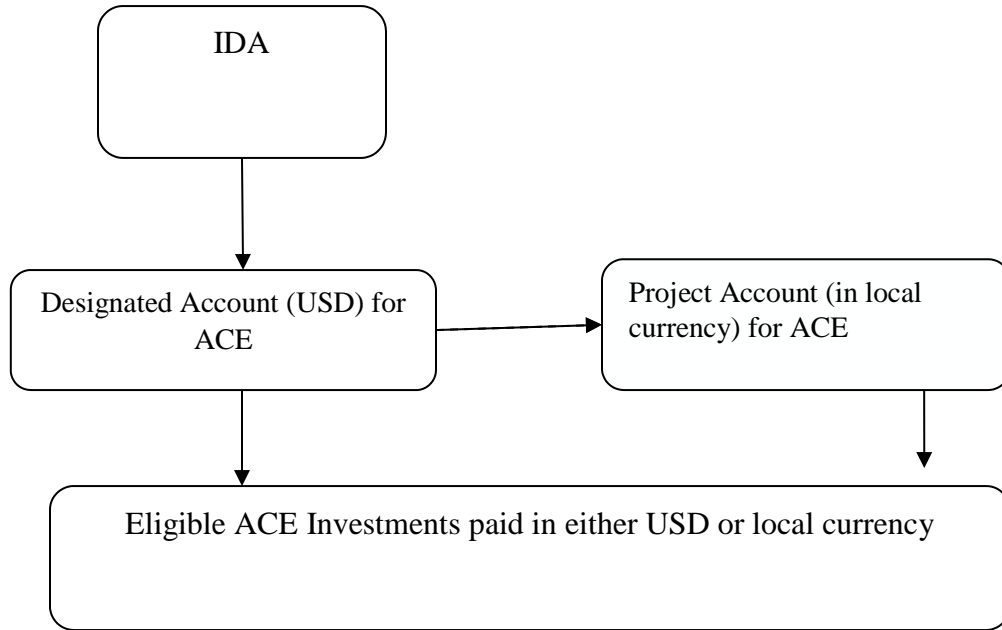 IDA
Designated Account (USD) for
ACE
Project Account (in local
currency) for ACE
Eligible ACE Investments paid in either USD or local currency